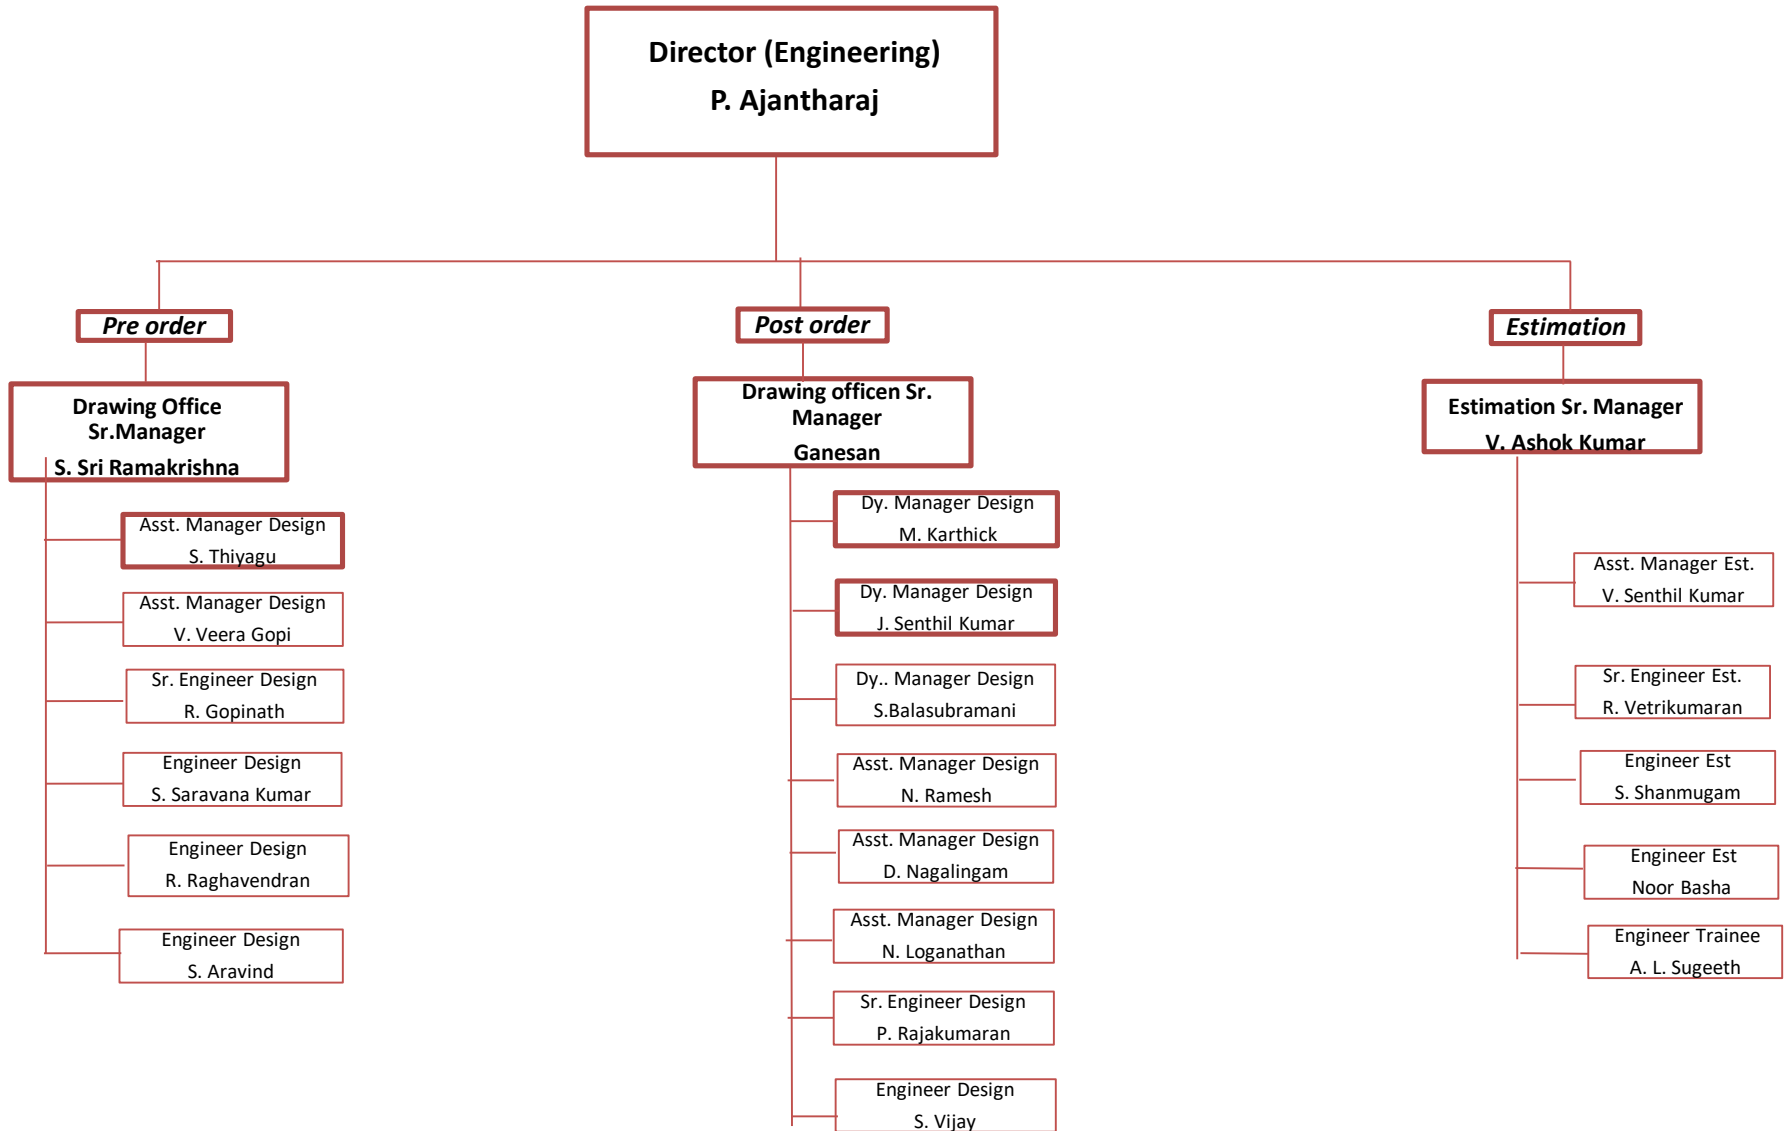 Director (Engineering)
P. Ajantharaj
Pre order
Drawing Office
Sr.Manager
S. Sri Ramakrishna
Asst. Manager Design
S. Thiyagu
Asst. Manager Design
V. Veera Gopi
Sr. Engineer Design
R. Gopinath
Engineer Design
S. Saravana Kumar
Engineer Design
R. Raghavendran
Engineer Design
S. Aravind
Post order
Drawing officen Sr.
Manager
Ganesan
Dy. Manager Design
M. Karthick
Dy. Manager Design
J. Senthil Kumar
Dy.. Manager Design
S.Balasubramani
Asst. Manager Design
N. Ramesh
Asst. Manager Design
D. Nagalingam
Asst. Manager Design
N. Loganathan
Sr. Engineer Design
P. Rajakumaran
Engineer Design
S. Vijay
Estimation
Estimation Sr. Manager
V. Ashok Kumar
Asst. Manager Est.
V. Senthil Kumar
Sr. Engineer Est.
R. Vetrikumaran
Engineer Est
S. Shanmugam
Engineer Est
Noor Basha
Engineer Trainee
A. L. Sugeeth